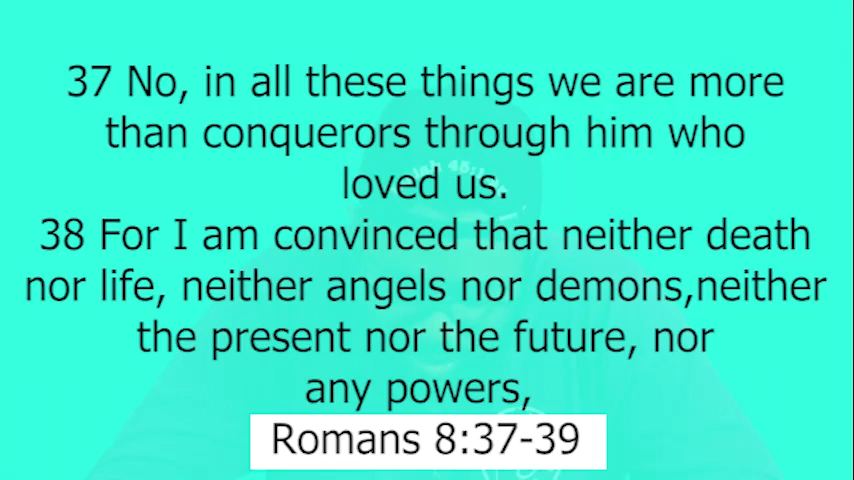 37 No, in all these things we are more
than conquerors through him who
loved us.
38 For I am convinced that neither death
nor life, neither angels nor demons,neither
the present nor the future, nor
any powers,
Romans 8:37-39